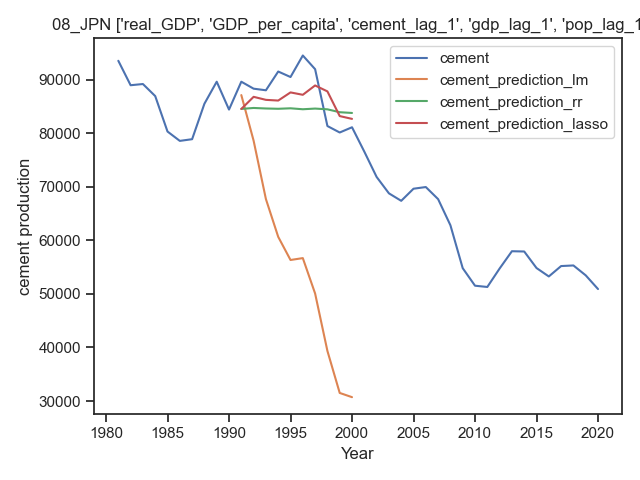 08_JPN ['real_GDP', 'GDP_per_capita', 'cement_lag_1', 'gdp_lag_1', 'pop_lag_1
cement
cement_prediction_lm
cement_prediction_rr
cement_prediction_lasso
cement production
90000
80000
70000
60000
50000
40000
30000
1980 1985 1990 1995 2000 2005 2010 2015 2020
Year